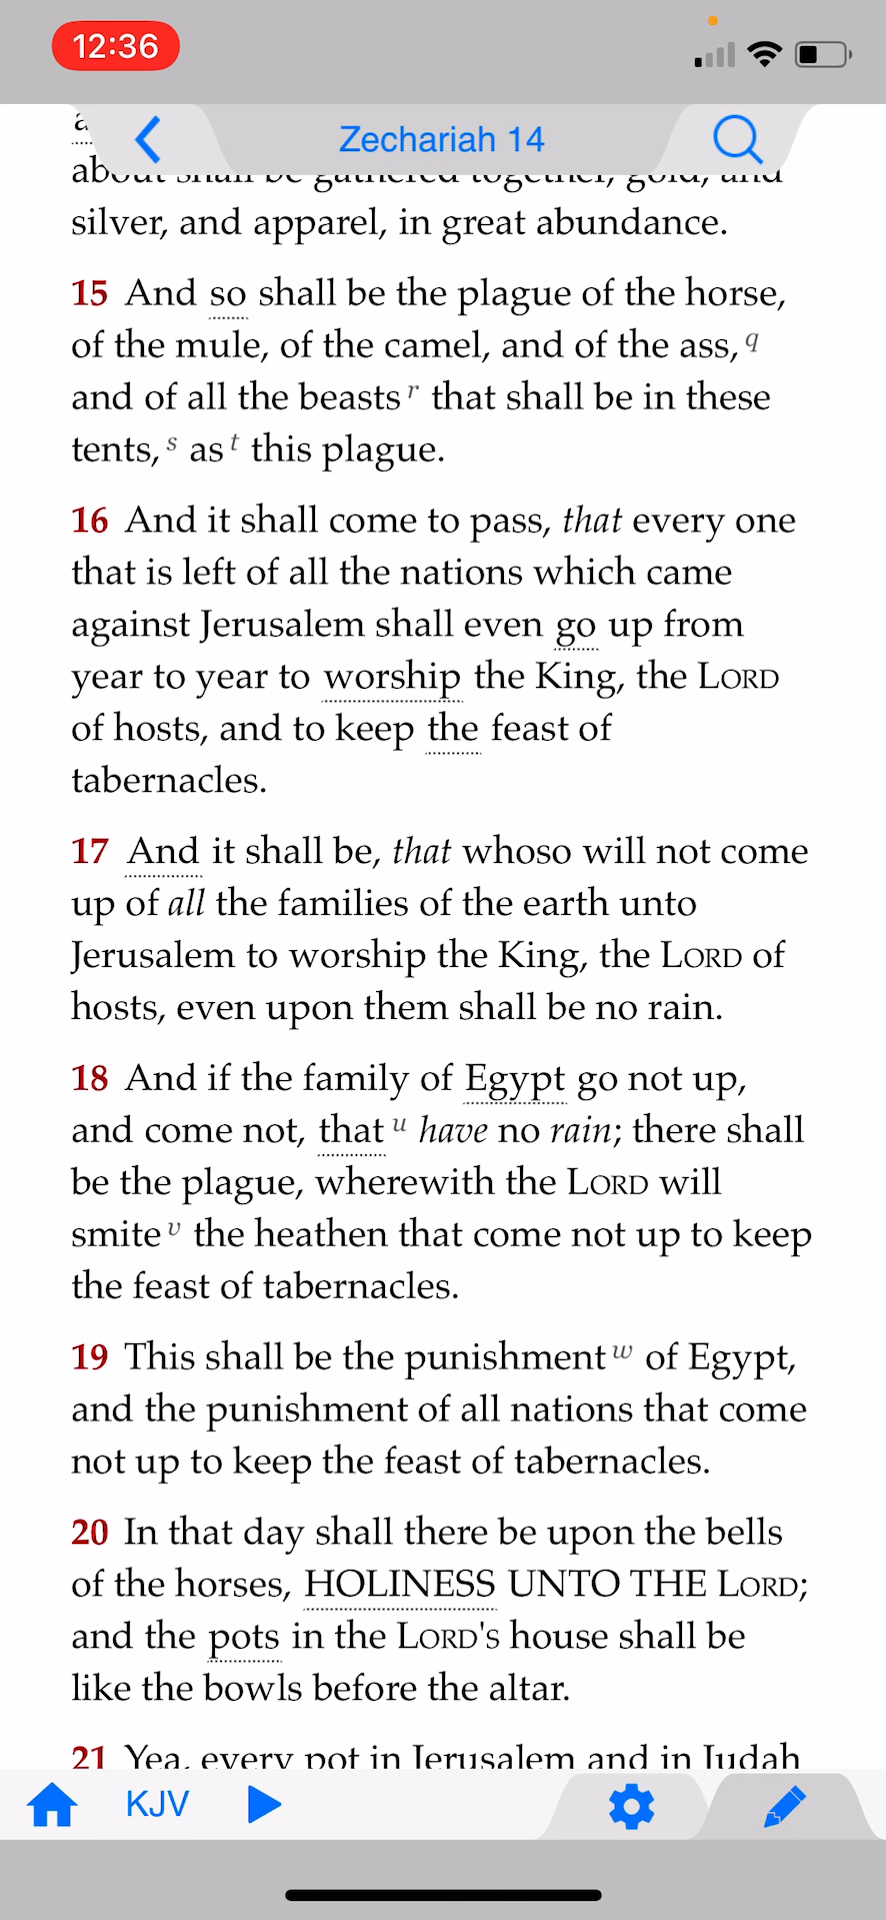 12:36
Zechariah 14
silver, and apparel, in great abundance.
15 And so shall be the plague of the horse,
of the mule, of the camel, and of the ass, q
and of all the beasts r that shall be in these
tents, s as t this plague.
16 And it shall come to pass, that every one
that is left of all the nations which came
against Jerusalem shall even go up from
year to year to worship the King, the LORD
of hosts, and to keep the feast of
tabernacles.
17 And it shall be, that whoso will not come
up of all the families of the earth unto
Jerusalem to worship the King, the LORD of
hosts, even upon them shall be no rain.
18 And if the family of Egypt go not up,
and come not, that u have no rain; there shall
be the plague, wherewith the LORD will
smite v the heathen that come not up to keep
the feast of tabernacles.
19 This shall be the punishment w of Egypt,
and the punishment of all nations that come
not up to keep the feast of tabernacles.
20 In that day shall there be upon the bells
of the horses, HOLINESS UNTO THE LORD;
and the pots in the LORD'S house shall be
like the bowls before the altar.
21 Yea, every pot in Jerusalem and in Judah
KJV